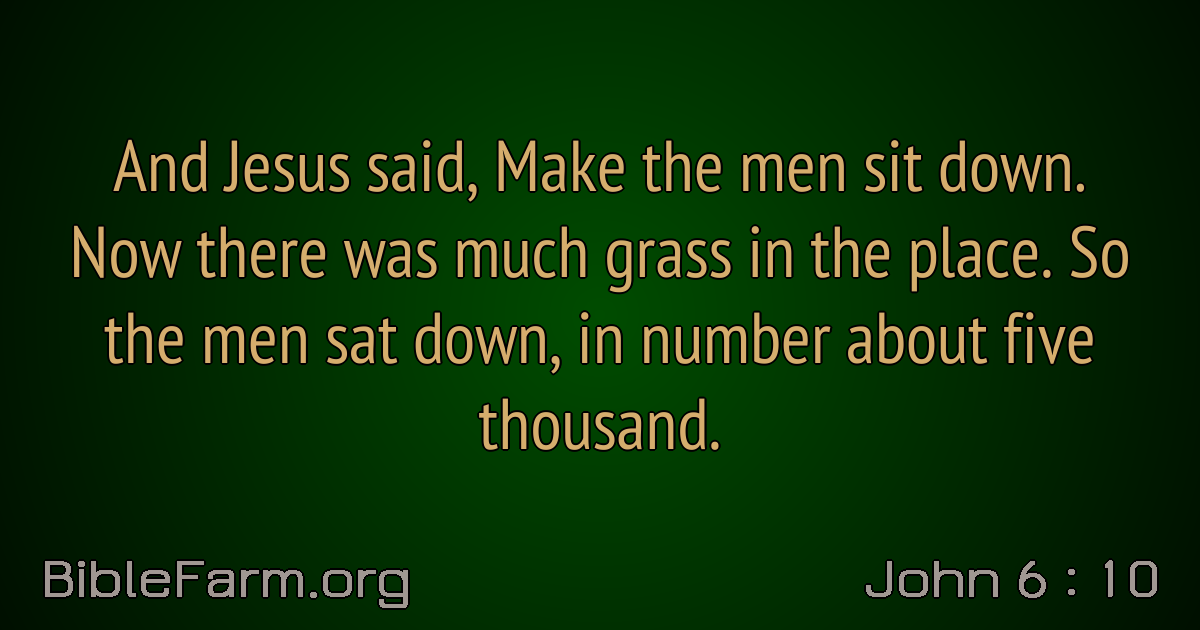 And Jesus said, Make the men sit down.
Now there was much grass in the place. So
the men sat down, in number about five
thousand.
BibleFarm.org
John 6 : 10